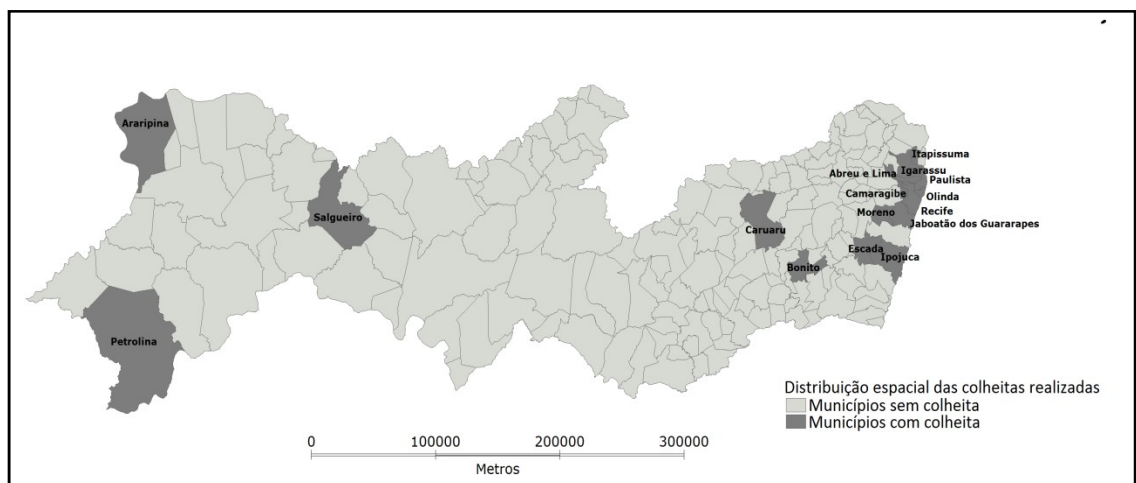 Araripina
Itapissuma
Igarassu
Abreu e Lima
Paulista
Camaragibe
Olinda
Salgueiro
Moreno
Recife
Jaboatão dos Guararapes
Caruaru
Escada
Ipojuca
Bonito
Petrolina
Distribuição espacial das colheitas realizadas
Municípios sem colheita
Municípios com colheita
0 100000 200000 300000
Metros